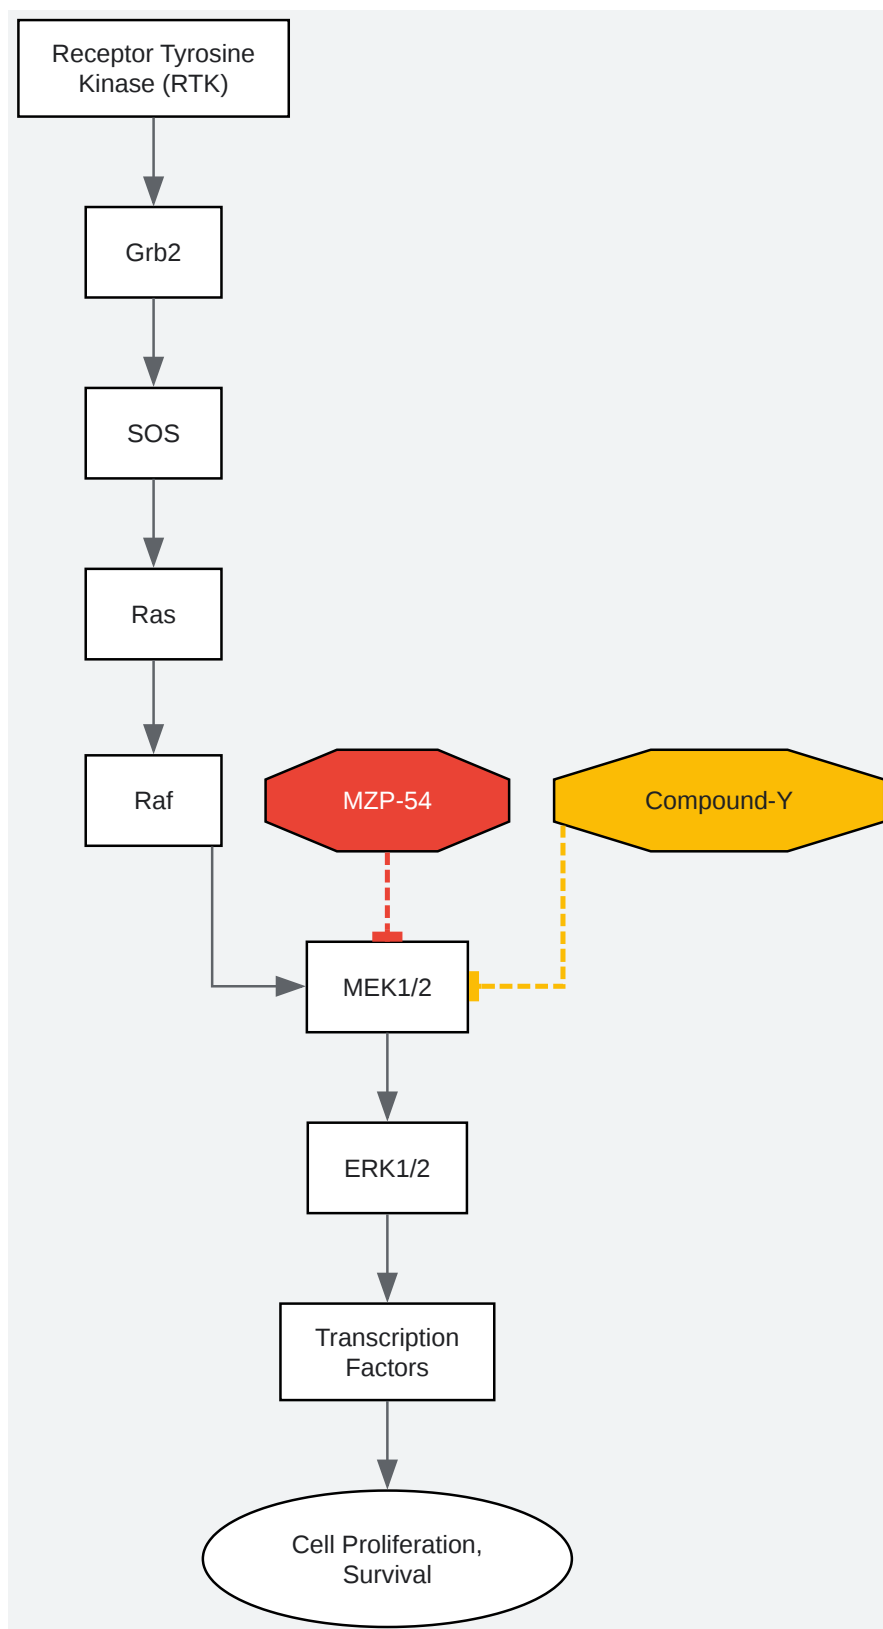 Receptor Tyrosine
Kinase (RTK)
Grb2
SOS
Ras
Raf
MZP-54
Compound-Y
MEK1/2
ERK1/2
Transcription
Factors
Cell Proliferation,
Survival